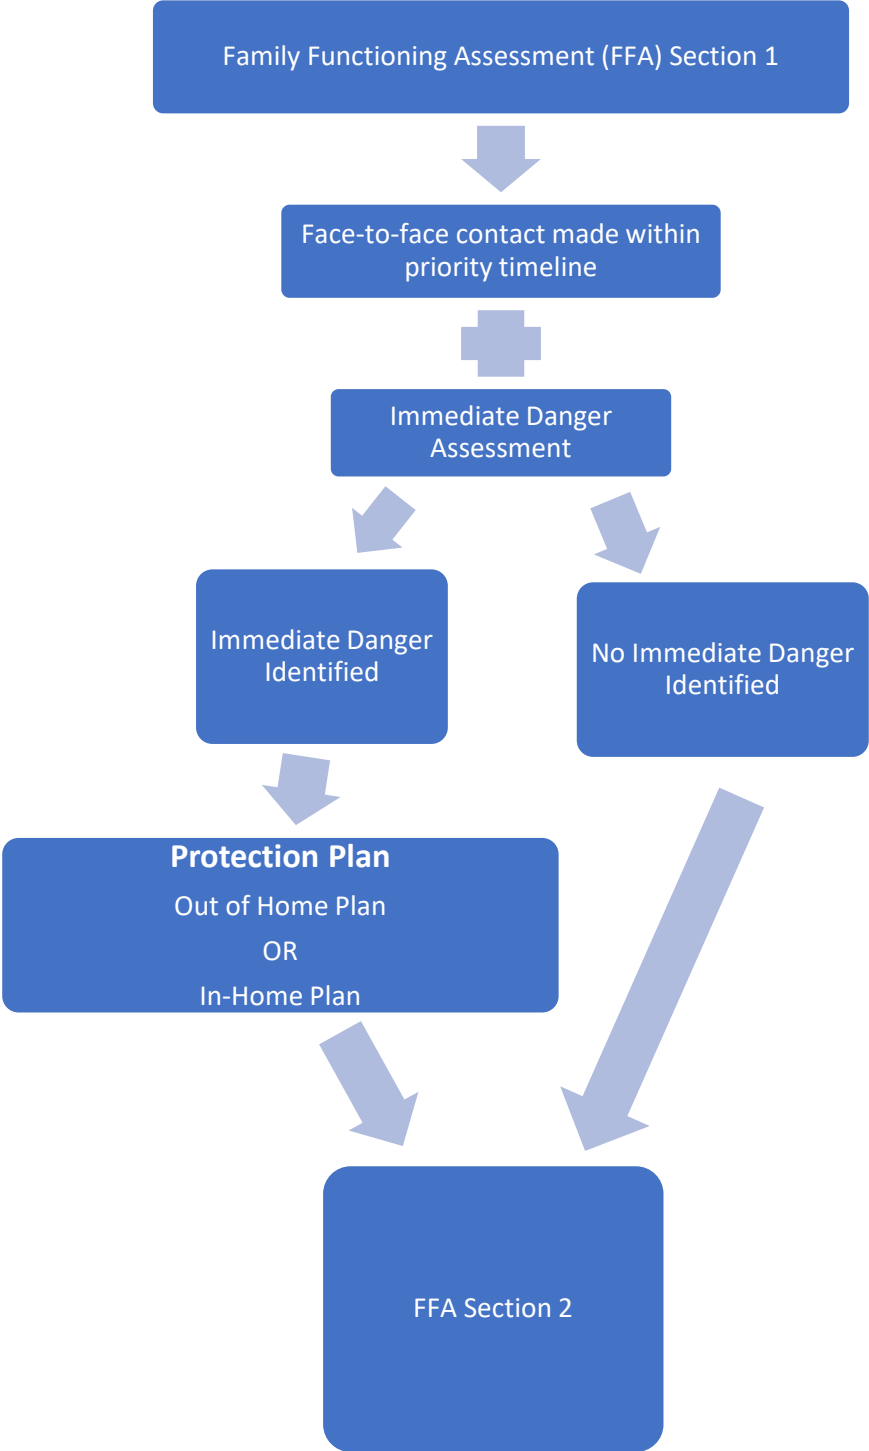 Family Functioning Assessment (FFA) Section 1
Face-to-face contact made within
priority timeline
Immediate Danger
Assessment
Immediate Danger
Identified
No Immediate Danger
Identified
Protection Plan
Out of Home Plan
OR
In-Home Plan
FFA Section 2